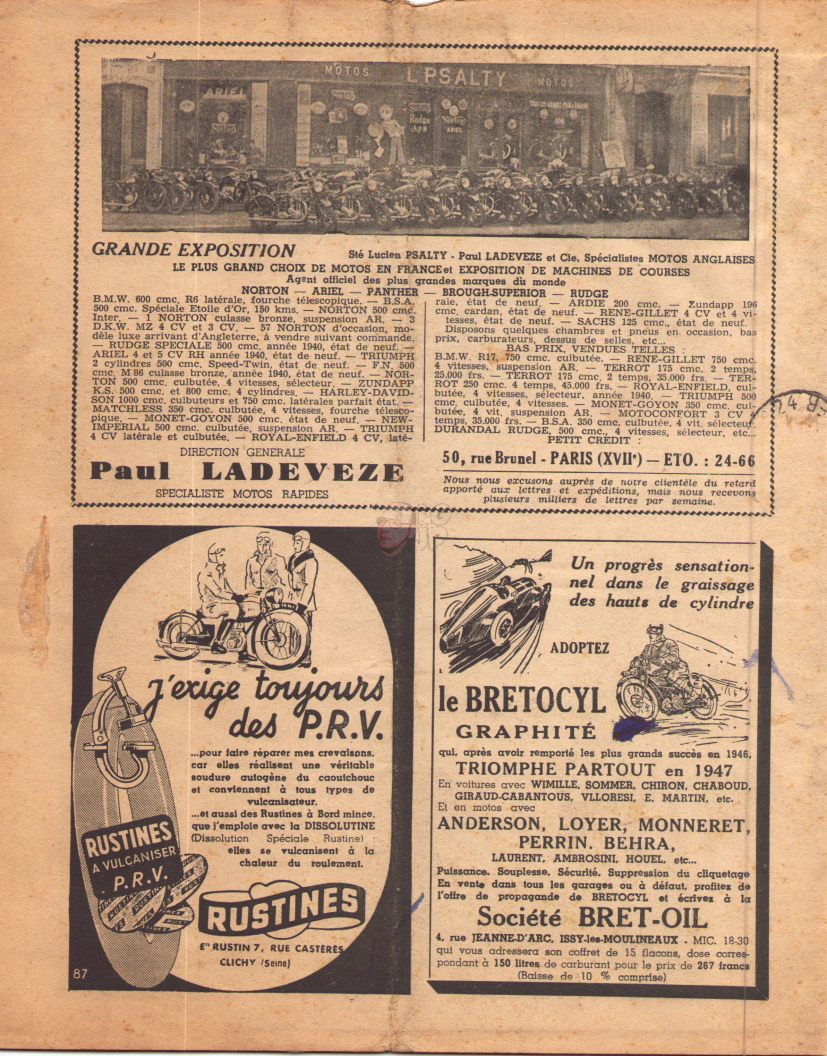 MOTOS L. PSALTY MOTOS
ARIEL
Norton
Rudge
Norton
ARIEL
GRANDE EXPOSITION
Sté Lucien PSALTY - Paul LADEVEZE et Cie, Spécialistes MOTOS ANGLAISES
LE PLUS GRAND CHOIX DE MOTOS EN FRANCE et EXPOSITION DE MACHINES DE COURSES
Agent officiel des plus grandes marques du monde
NORTON — ARIEL — PANTHER — BROUGH-SUPERIOR — RUDGE
B.M.W. 600 cmc, R6 latérale, fourche télescopique. — B.S.A.
500 cmc. Spéciale Etoile d'Or, 150 kms. — NORTON 500 cmc.
Inter. — 1 NORTON culasse bronze, suspension AR. — 3
D.K.W. MZ 4 CV et 3 CV. — 57 NORTON d'occasion, mo-
dèle luxe arrivant d'Angleterre, à vendre suivant commande.
— RUDGE SPECIALE 500 cmc, année 1940, état de neuf. —
ARIEL 4 et 5 CV RH année 1940, état de neuf. — TRIUMPH
2 cylindres 500 cmc, Speed-Twin, état de neuf. — F.N. 500
cmc, M 86 culasse bronze, année 1940, état de neuf. — NOR-
TON 500 cmc, culbutée, 4 vitesses, sélecteur. — ZUNDAPP
K.S. 500 cmc et 800 cmc, 4 cylindres. — HARLEY-DAVID-
SON 1000 cmc, culbuteurs et 750 cmc, latérales parfait état. —
MATCHLESS 350 cmc, culbutée, 4 vitesses, fourche télesco-
pique. — MONET-GOYON 500 cmc, état de neuf. — NEW-
IMPERIAL 500 cmc. culbutée, suspension AR. — TRIUMPH
4 CV latérale et culbutée. — ROYAL-ENFIELD 4 CV, laté-
raie, état de neuf. — ARDIE 200 cmc. — Zundapp 196
cmc, cardan, état de neuf. — RENE-GILLET 4 CV et 4 vi-
tesses, état de neuf. — SACHS 125 cmc., état de neuf.
Disposons quelques chambres et pneus en occasion, bas
prix, carburateurs, dessus de selles, etc...
BAS PRIX, VENDUES TELLES :
B.M.W. R17, 750 cmc. culbutée. — RENE-GILLET 750 cmc.
4 vitesses, suspension AR. — TERROT 175 cmc, 2 temps,
25.000 frs. — TERROT 175 cmc, 2 temps, 35.000 frs. — TER-
ROT 250 cmc. 4 temps, 45.000 frs. — ROYAL-ENFIELD, cul-
butée, 4 vitesses, sélecteur, année 1940. — TRIUMPH 500
cmc, culbutée, 4 vitesses. — MONET-GOYON 350 cmc, cul-
butée, 4 vit. suspension AR. — MOTOCONFORT 3 CV 4
temps, 35.000 frs. — B.S.A. 350 cmc. culbutée, 4 vit. sélecteur.
DURANDAL RUDGE, 500 cmc., 4 vitesses, sélecteur, etc...
PETIT CRÉDIT :
DIRECTION GENERALE
Paul LADEVEZE
SPECIALISTE MOTOS RAPIDES
50, rue Brunel - PARIS (XVIIe) — ETO. : 24-66
Nous nous excusons auprès de notre clientèle du retard
apporté aux lettres et expéditions, mais nous recevons
plusieurs milliers de lettres par semaine.
24
j'exige toujours
des P.R.V.
...pour faire réparer mes crevaisons,
car elles réalisent une véritable
soudure autogène du caoutchouc
et conviennent à tous types de
vulcanisateur.
...et aussi des Rustines à Bord mince,
que j'emploie avec la DISSOLUTINE
(Dissolution Spéciale Rustine) :
elles se vulcanisent à la
chaleur du roulement.
RUSTINES
A VULCANISER
P.R.V.
RUSTINES
Ets RUSTIN 7, RUE CASTÉRÈS
CLICHY (Seine)
87
Un progrès sensation-
nel dans le graissage
des hauts de cylindre
ADOPTEZ
le BRETOCYL
GRAPHITÉ
qui, après avoir remporté les plus grands succès en 1946,
TRIOMPHE PARTOUT en 1947
En voitures avec WIMILLE, SOMMER, CHIRON, CHABOUD,
GIRAUD-CABANTOUS, VLLORESI, E. MARTIN, etc.
Et en motos avec
ANDERSON, LOYER, MONNERET,
PERRIN, BEHRA,
LAURENT, AMBROSINI, HOUEL, etc...
Puissance. Souplesse. Sécurité. Suppression du cliquetage
En vente dans tous les garages ou à défaut, profitez de
l'offre de propagande de BRETOCYL et écrivez à la
Société BRET-OIL
4, rue JEANNE-D'ARC, ISSY-les-MOULINEAUX - MIC. 18-30
qui vous adressera son coffret de 15 flacons, dose corres-
pondant à 150 litres de carburant pour le prix de 267 francs
(Baisse de 10 % comprise)